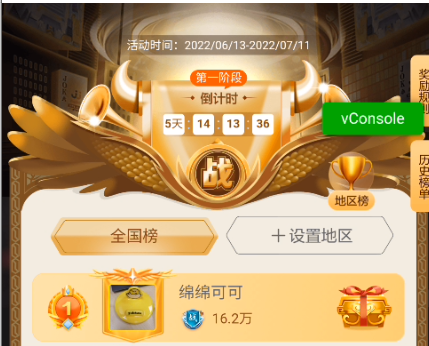 活动时间：2022/06/13-2022/07/11
第一阶段
倒计时
5天:14:13:36
vConsole
奖励规则
战
地区榜
历史榜单
全国榜
＋设置地区
1
绵绵可可
战 16.2万